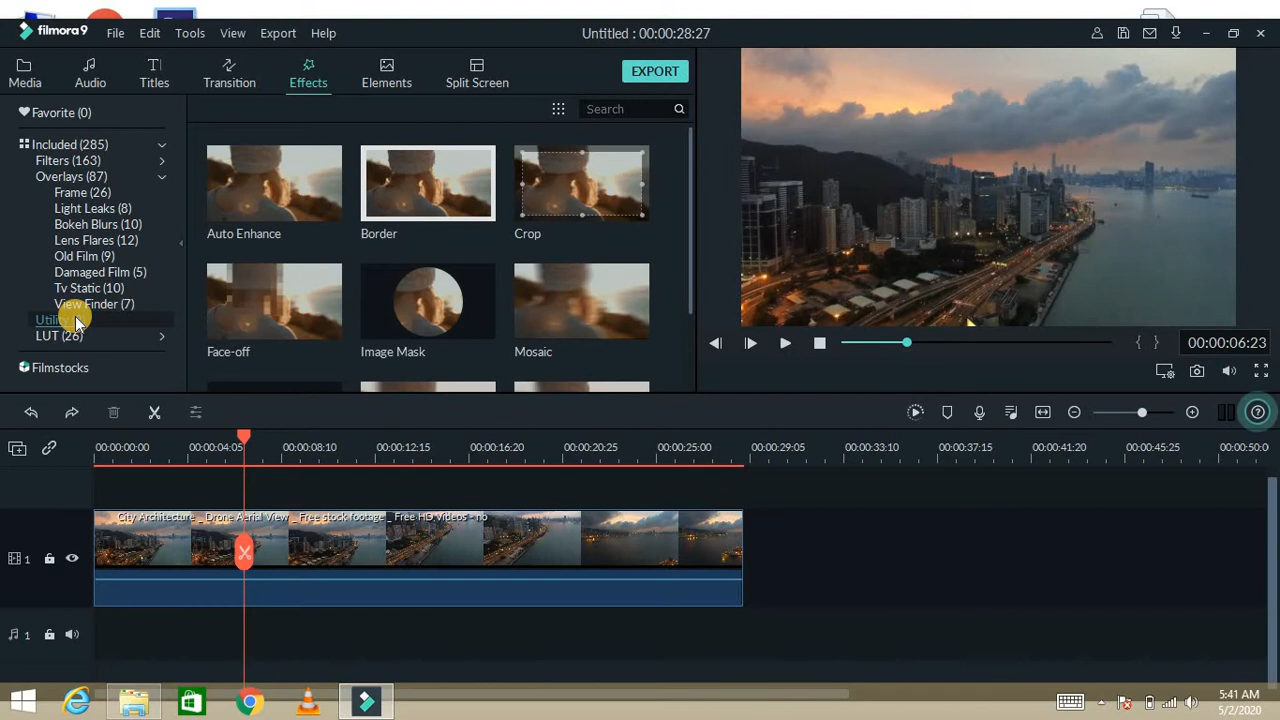 filmora9
File Edit Tools View Export Help
Untitled : 00:00:28:27
Media Audio Titles Transition Effects Elements Split Screen
EXPORT
Favorite (0)
Search
Included (285)
Filters (163)
Overlays (87)
Frame (26)
Light Leaks (8)
Bokeh Blurs (10)
Lens Flares (12)
Old Film (9)
Damaged Film (5)
Tv Static (10)
View Finder (7)
LUT (26)
Filmstocks
Auto Enhance Border Crop
Face-off Image Mask Mosaic
00:00:06:23
00:00:00:00 00:00:04:05 00:00:08:10 00:00:12:15 00:00:16:20 00:00:20:25 00:00:25:00 00:00:29:05 00:00:33:10 00:00:37:15 00:00:41:20 00:00:45:25 00:00:50:0
City Architecture _ Drone Aerial View _ Free stock footage _ Free HD Videos - no
1
1
5:41 AM
5/2/2020